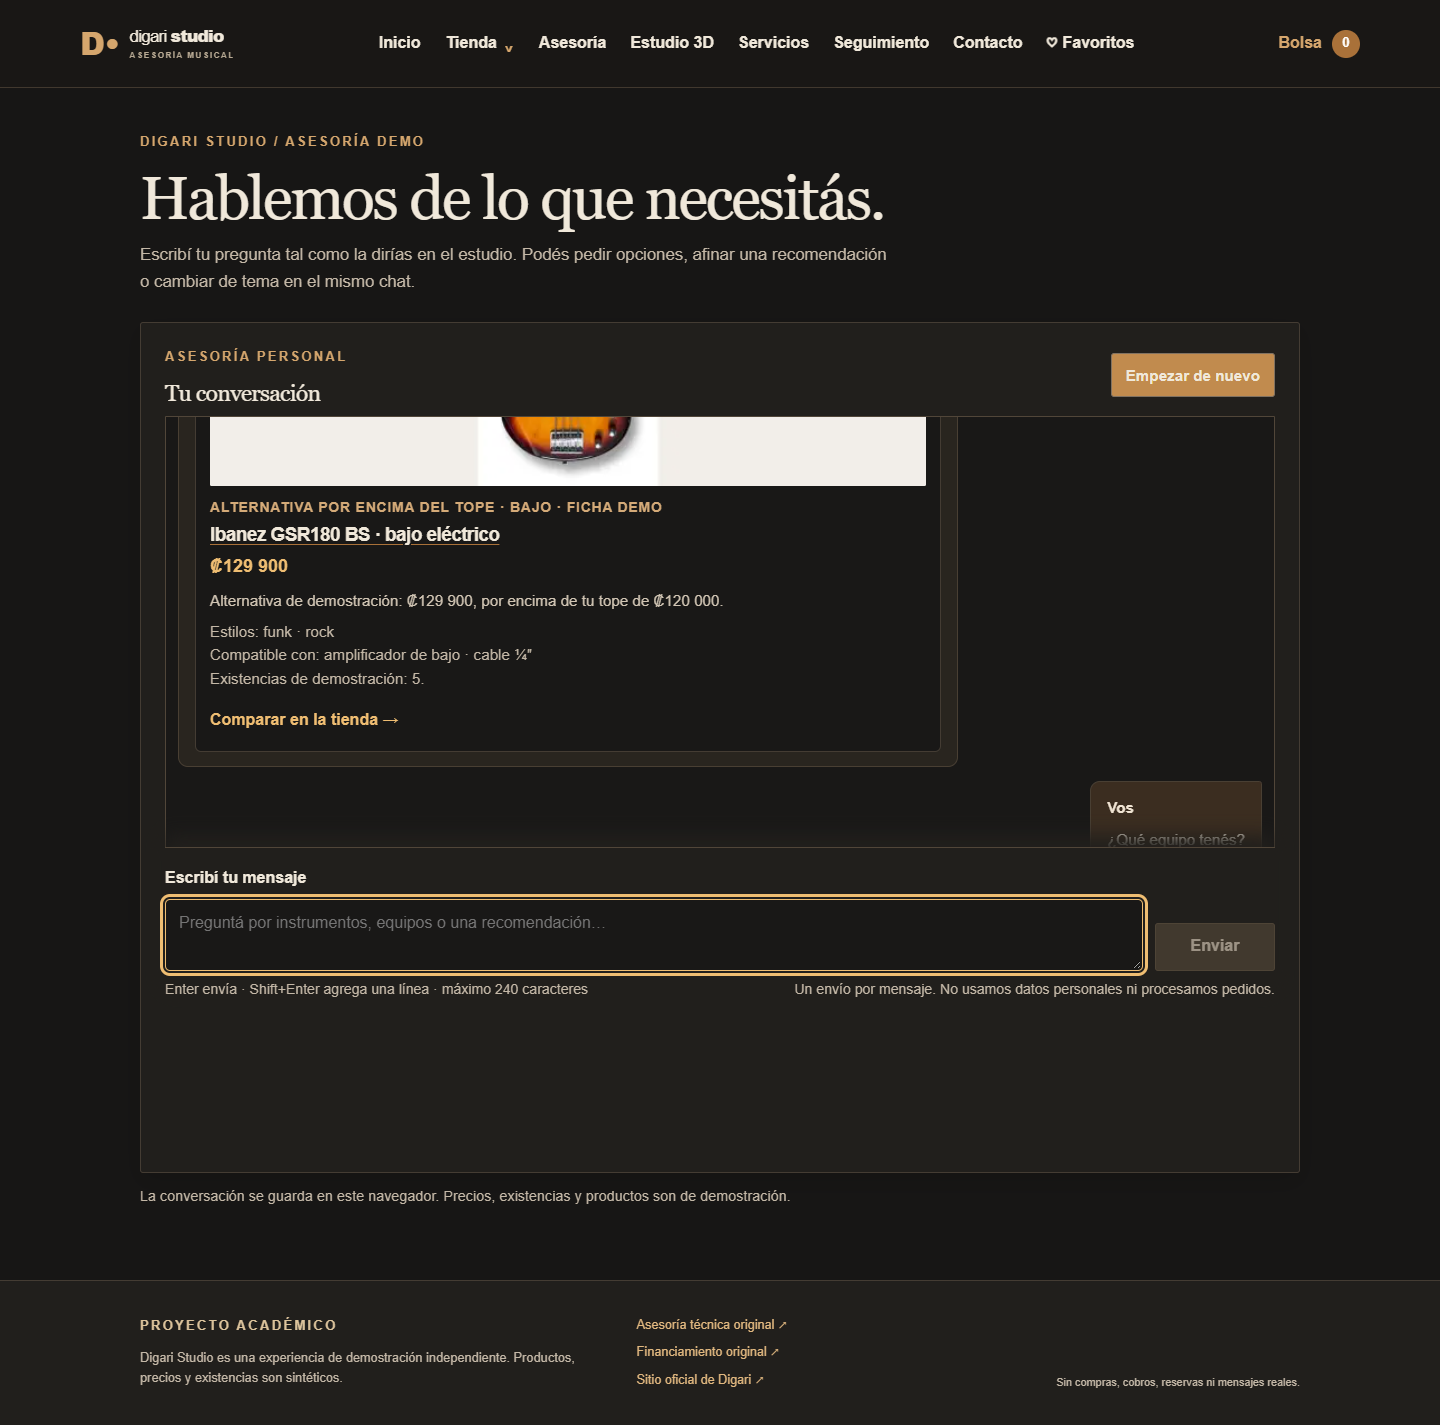 D•
digari studio
ASESORÍA MUSICAL
Inicio
Tienda v
Asesoría
Estudio 3D
Servicios
Seguimiento
Contacto
♡ Favoritos
Bolsa 0
DIGARI STUDIO / ASESORÍA DEMO
Hablemos de lo que necesitás.
Escribí tu pregunta tal como la dirías en el estudio. Podés pedir opciones, afinar una recomendación
o cambiar de tema en el mismo chat.
ASESORÍA PERSONAL
Tu conversación
Empezar de nuevo
ALTERNATIVA POR ENCIMA DEL TOPE · BAJO · FICHA DEMO
Ibanez GSR180 BS · bajo eléctrico
₡129 900
Alternativa de demostración: ₡129 900, por encima de tu tope de ₡120 000.
Estilos: funk · rock
Compatible con: amplificador de bajo · cable ¼″
Existencias de demostración: 5.
Comparar en la tienda →
Vos
¿Qué equipo tenés?
Escribí tu mensaje
Preguntá por instrumentos, equipos o una recomendación…
Enviar
Enter envía · Shift+Enter agrega una línea · máximo 240 caracteres
Un envío por mensaje. No usamos datos personales ni procesamos pedidos.
La conversación se guarda en este navegador. Precios, existencias y productos son de demostración.
PROYECTO ACADÉMICO
Digari Studio es una experiencia de demostración independiente. Productos,
precios y existencias son sintéticos.
Asesoría técnica original ↗
Financiamiento original ↗
Sitio oficial de Digari ↗
Sin compras, cobros, reservas ni mensajes reales.